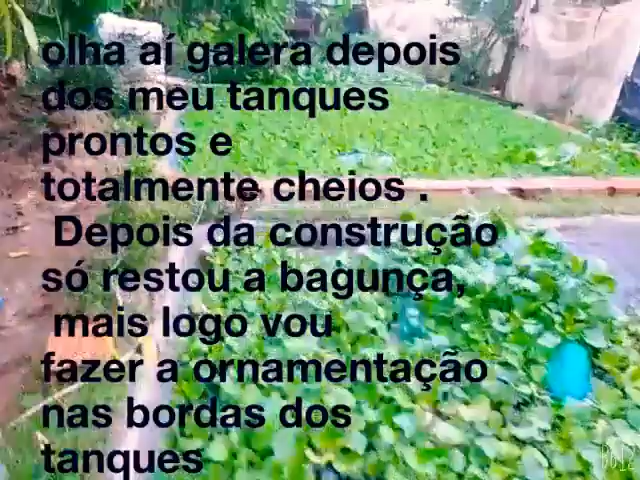 olha aí galera depois
dos meu tanques
prontos e
totalmente cheios .
Depois da construção
só restou a bagunça,
mais logo vou
fazer a ornamentação
nas bordas dos
tanques